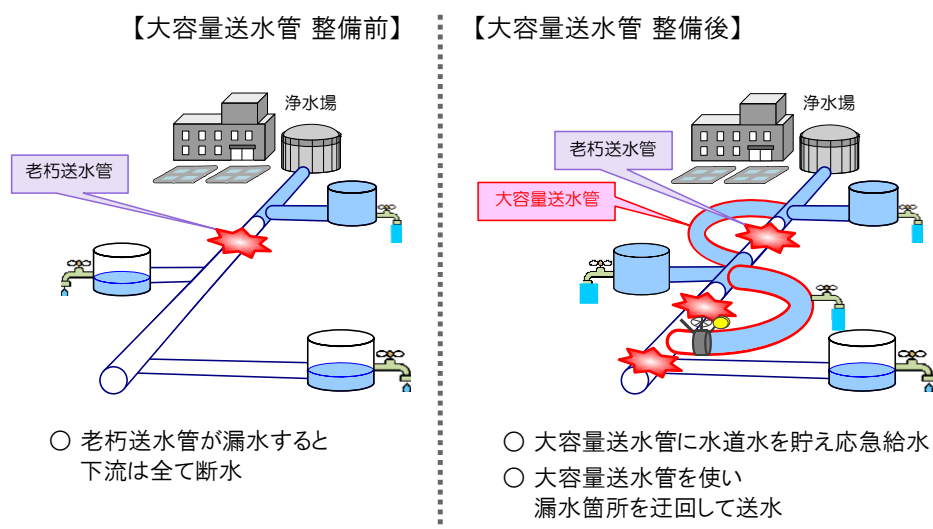 【大容量送水管 整備前】
浄水場
老朽送水管
○ 老朽送水管が漏水すると
下流は全て断水
【大容量送水管 整備後】
浄水場
老朽送水管
大容量送水管
○ 大容量送水管に水道水を貯え応急給水
○ 大容量送水管を使い
漏水箇所を迂回して送水